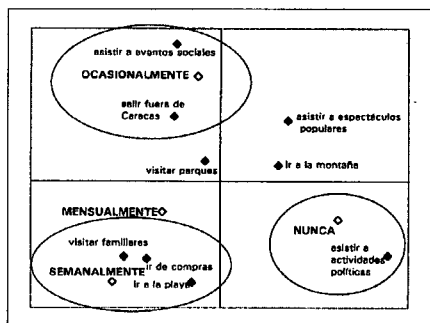 asistir a eventos sociales
OCASIONALMENTE
salir fuera de
Caracas
asistir a espectáculos
populares
visitar parques
Ir a la montaña
MENSUALMENTE
NUNCA
visitar familiares
asistir a
actividades
políticas
SEMANALMENTE
ir de compras
Ir a la playa